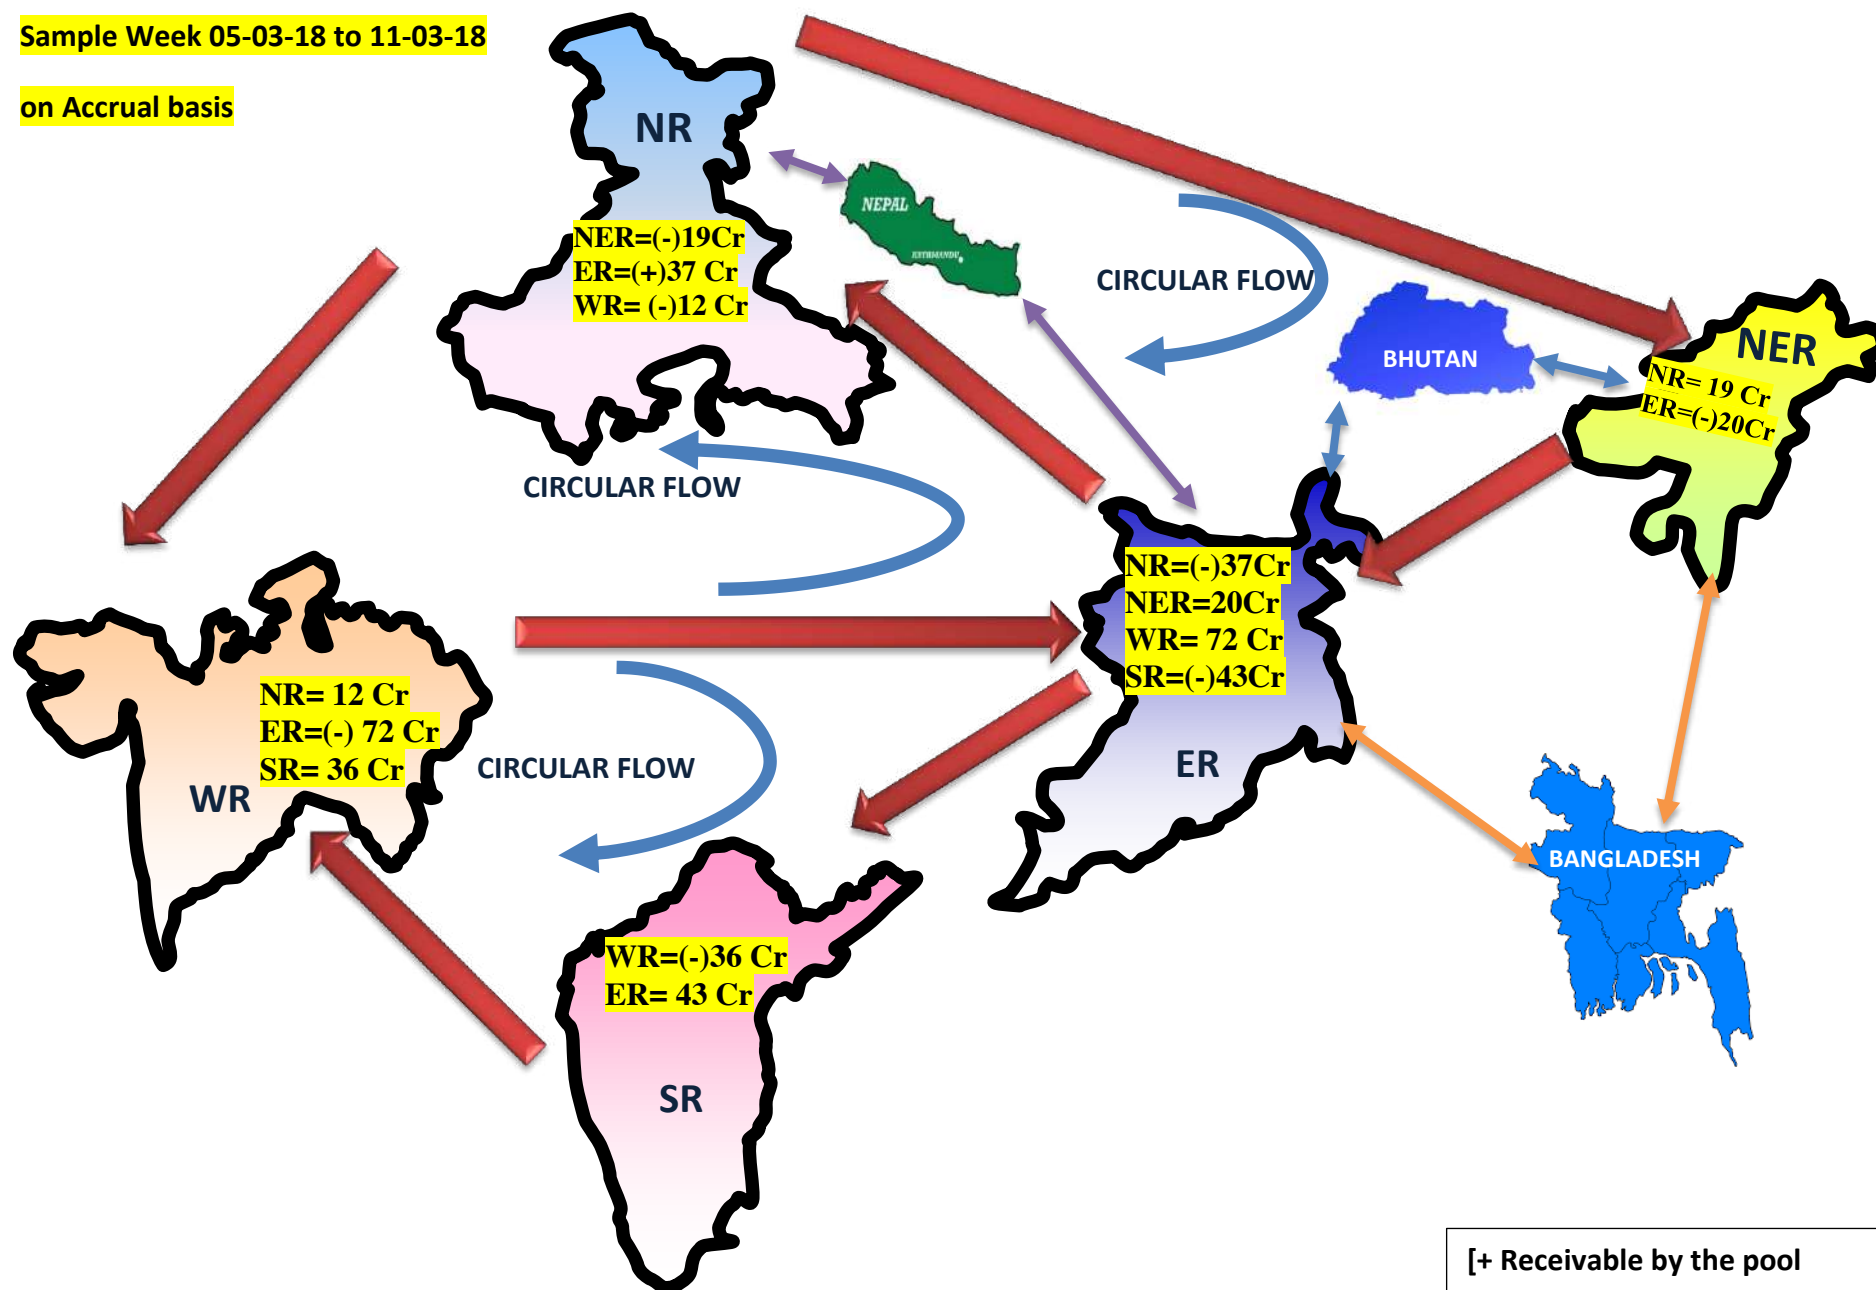 Sample Week 05-03-18 to 11-03-18
on Accrual basis
NR
NER=(-)19Cr
ER=(+)37 Cr
WR= (-)12 Cr
NEPAL
KETHMANDU
CIRCULAR FLOW
BHUTAN
NER
NR= 19 Cr
ER=(-)20Cr
CIRCULAR FLOW
NR=(-)37Cr
NER=20Cr
WR= 72 Cr
SR=(-)43Cr
ER
NR= 12 Cr
ER=(-) 72 Cr
SR= 36 Cr
WR
CIRCULAR FLOW
BANGLADESH
WR=(-)36 Cr
ER= 43 Cr
SR
[+ Receivable by the pool